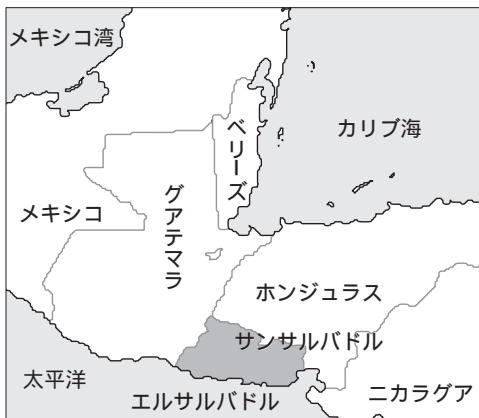 メキシコ湾
ベリーズ
カリブ海
メキシコ
グアテマラ
ホンジュラス
サンサルバドル
太平洋
エルサルバドル
ニカラグア